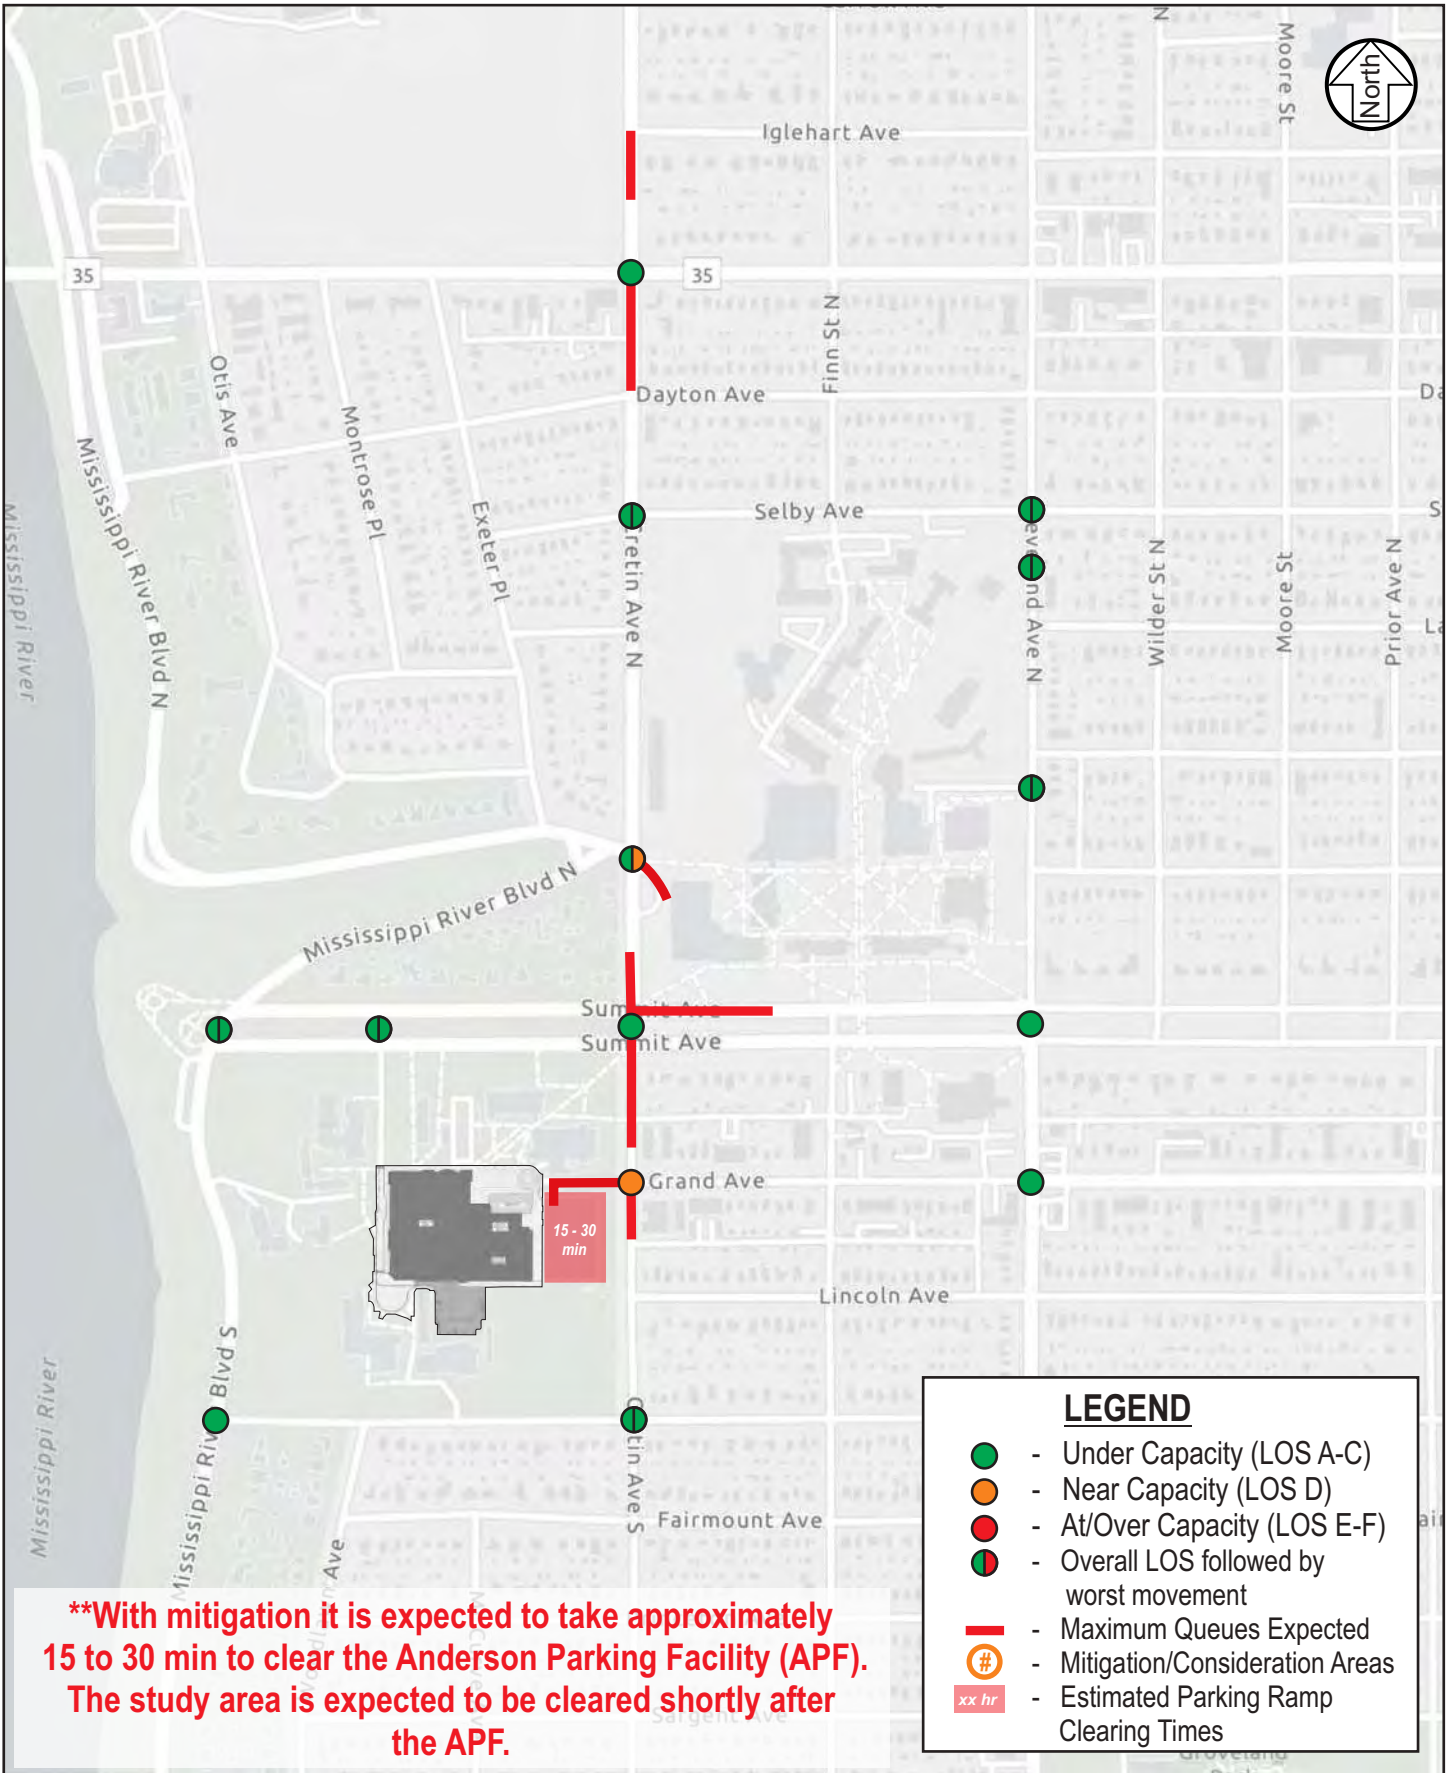 North
Moore St
Iglehart Ave
35
35
Finn St N
Otis Ave
Dayton Ave
Montrose Pl
Mississippi River Blvd N
Exeter Pl
Selby Ave
Mississippi River
Wilder St N
Moore St
Prior Ave N
Mississippi River Blvd N
Summit Ave
Summit Ave
Grand Ave
15 - 30
min
Lincoln Ave
Mississippi River
Fairmount Ave
Sargent Ave
LEGEND
- Under Capacity (LOS A-C)
- Near Capacity (LOS D)
- At/Over Capacity (LOS E-F)
- Overall LOS followed by
worst movement
- Maximum Queues Expected
# - Mitigation/Consideration Areas
xx hr - Estimated Parking Ramp
Clearing Times
**With mitigation it is expected to take approximately
15 to 30 min to clear the Anderson Parking Facility (APF).
The study area is expected to be cleared shortly after
the APF.